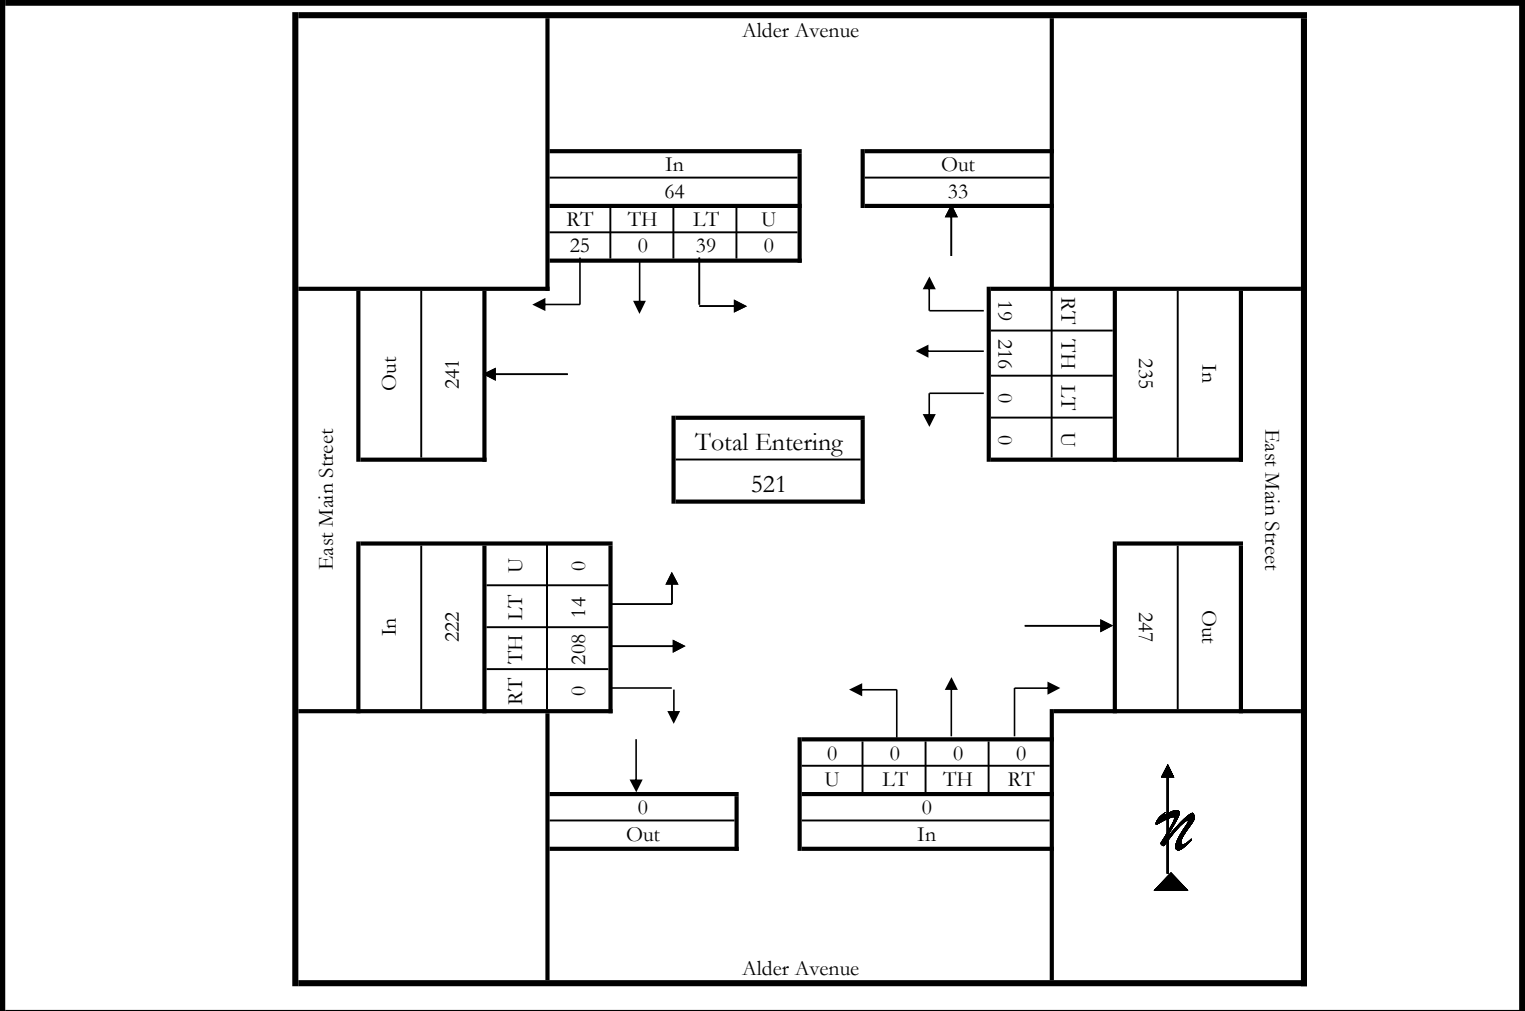 Alder Avenue
In
64
RT TH LT U
25 0 39 0
Out
33
Out
241
East Main Street
19 RT
216 TH
0 LT
0 U
235
In
East Main Street
Total Entering
521
In
222
U 0
LT 14
TH 208
RT 0
247
Out
0
Out
0 0 0 0
U LT TH RT
0
In
N
Alder Avenue